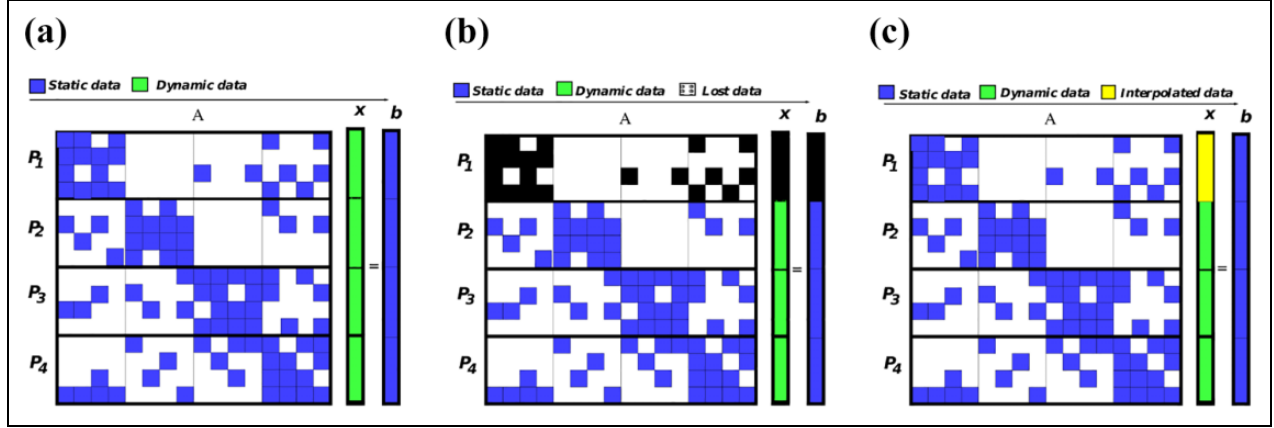 (a)
(b)
(c)
Static data Dynamic data
Static data Dynamic data Lost data
Static data Dynamic data Interpolated data
A x b
A x b
A x b
P1
P2
P3
P4
=
P1
P2
P3
P4
=
P1
P2
P3
P4
=